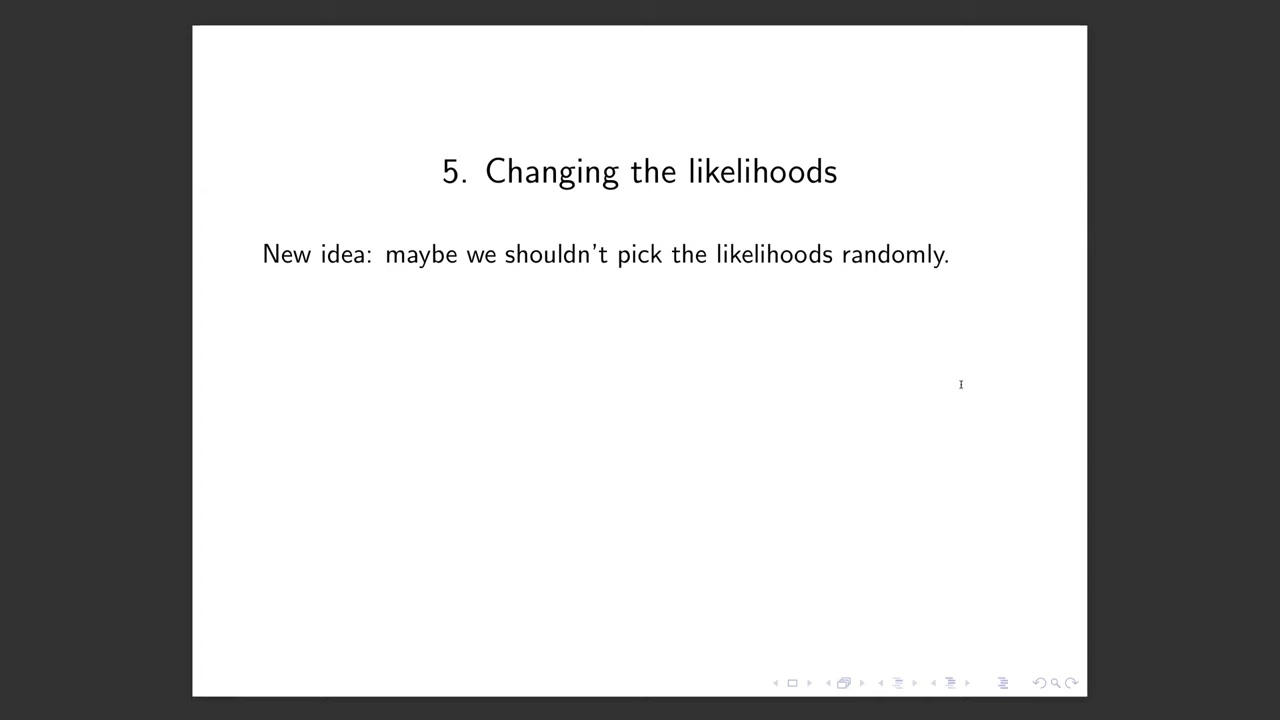 5. Changing the likelihoods
New idea: maybe we shouldn't pick the likelihoods randomly.